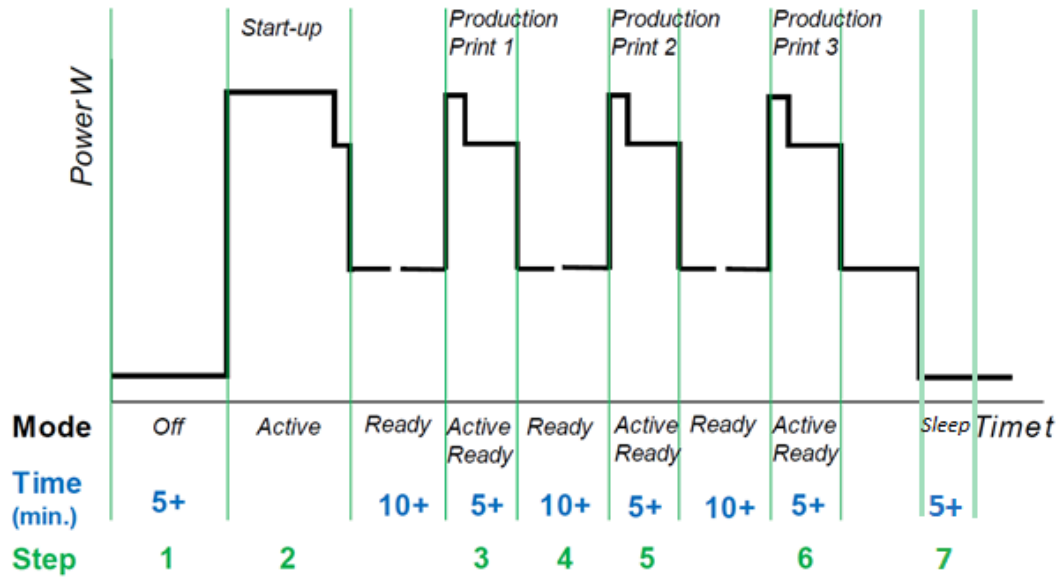 Start-up
Production
Print 1
Production
Print 2
Production
Print 3
Power W
Mode Off Active Ready Active Ready Ready Active Ready Ready Active Ready Sleep Time t
Time (min.) 5+ 10+ 5+ 10+ 5+ 10+ 5+ 5+
Step 1 2 3 4 5 6 7